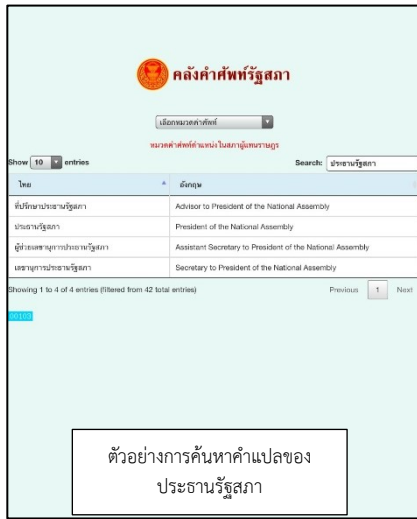 คลังคำศัพท์รัฐสภา
เลือกหมวดคำศัพท์
หมวดคำศัพท์ตำแหน่งในสภาผู้แทนราษฎร
Show 10 entries Search: ประธานรัฐสภา
ไทย อังกฤษ
ที่ปรึกษาประธานรัฐสภา Advisor to President of the National Assembly
ประธานรัฐสภา President of the National Assembly
ผู้ช่วยเลขานุการประธานรัฐสภา Assistant Secretary to President of the National Assembly
เลขานุการประธานรัฐสภา Secretary to President of the National Assembly
Showing 1 to 4 of 4 entries (filtered from 42 total entries) Previous 1 Next
00103
ตัวอย่างการค้นหาคำแปลของ
ประธานรัฐสภา